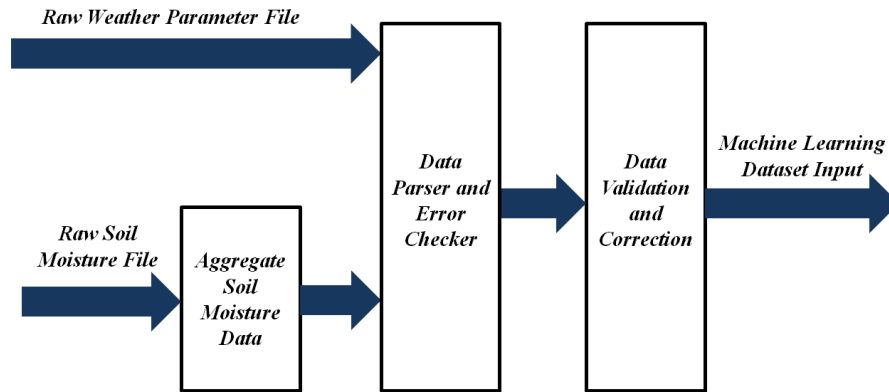 Raw Weather Parameter File
Raw Soil
Moisture File
Aggregate
Soil
Moisture
Data
Data
Parser and
Error
Checker
Data
Validation
and
Correction
Machine Learning
Dataset Input